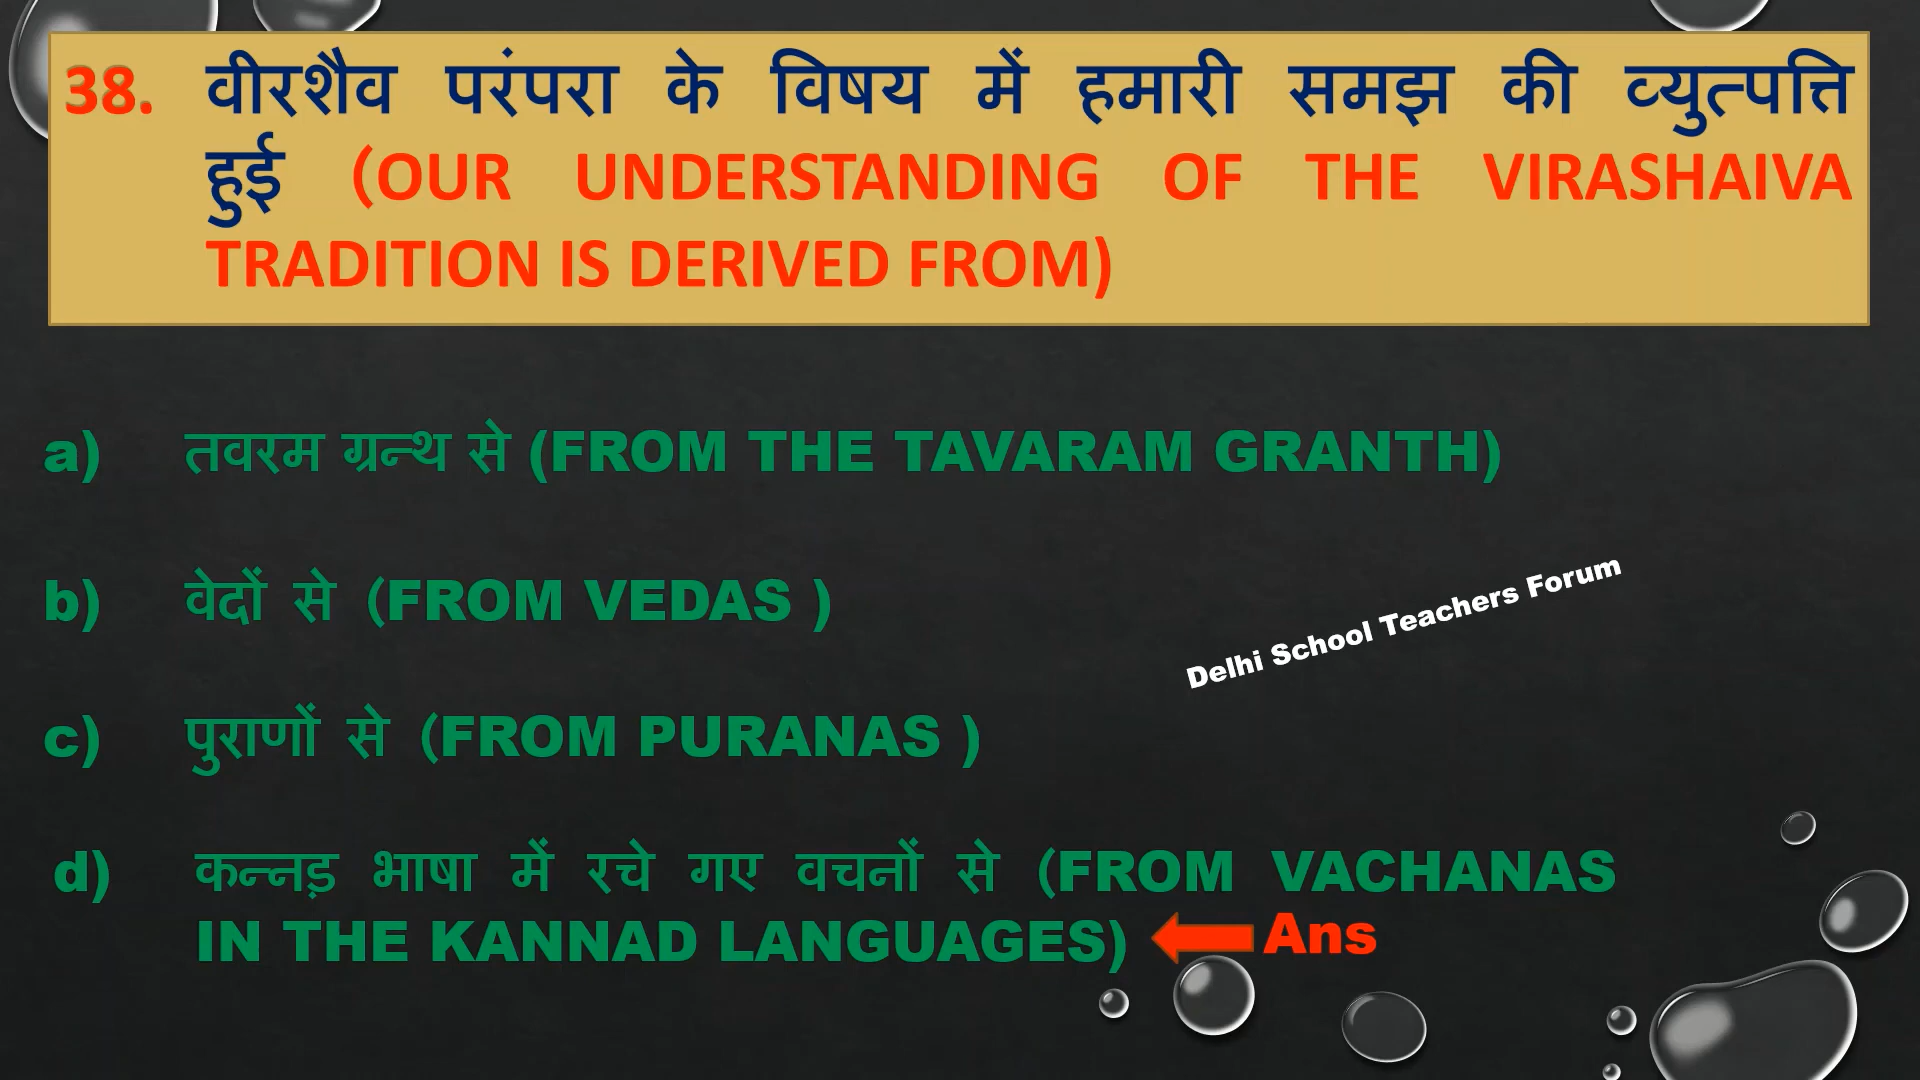 38. वीरशैव परंपरा के विषय में हमारी समझ की व्युत्पत्ति
हुई (OUR UNDERSTANDING OF THE VIRASHAIVA
TRADITION IS DERIVED FROM)
a) तवरम ग्रन्थ से (FROM THE TAVARAM GRANTH)
b) वेदों से (FROM VEDAS )
Delhi School Teachers Forum
c) पुराणों से (FROM PURANAS )
d) कन्नड़ भाषा में रचे गए वचनों से (FROM VACHANAS
IN THE KANNAD LANGUAGES) Ans